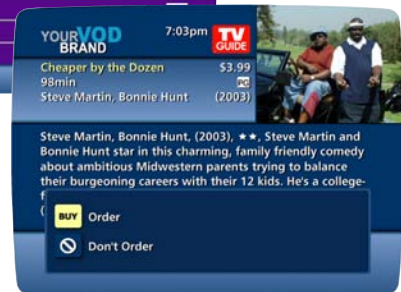 YOUR VOD BRAND 7:03pm TV GUIDE
Cheaper by the Dozen $3.99
98min PG
Steve Martin, Bonnie Hunt (2003)
Steve Martin, Bonnie Hunt, (2003), ★★, Steve Martin and
Bonnie Hunt star in this charming, family friendly comedy
about ambitious Midwestern parents trying to balance
their burgeoning careers with their 12 kids. He's a college-
f
(
BUY Order
Don't Order